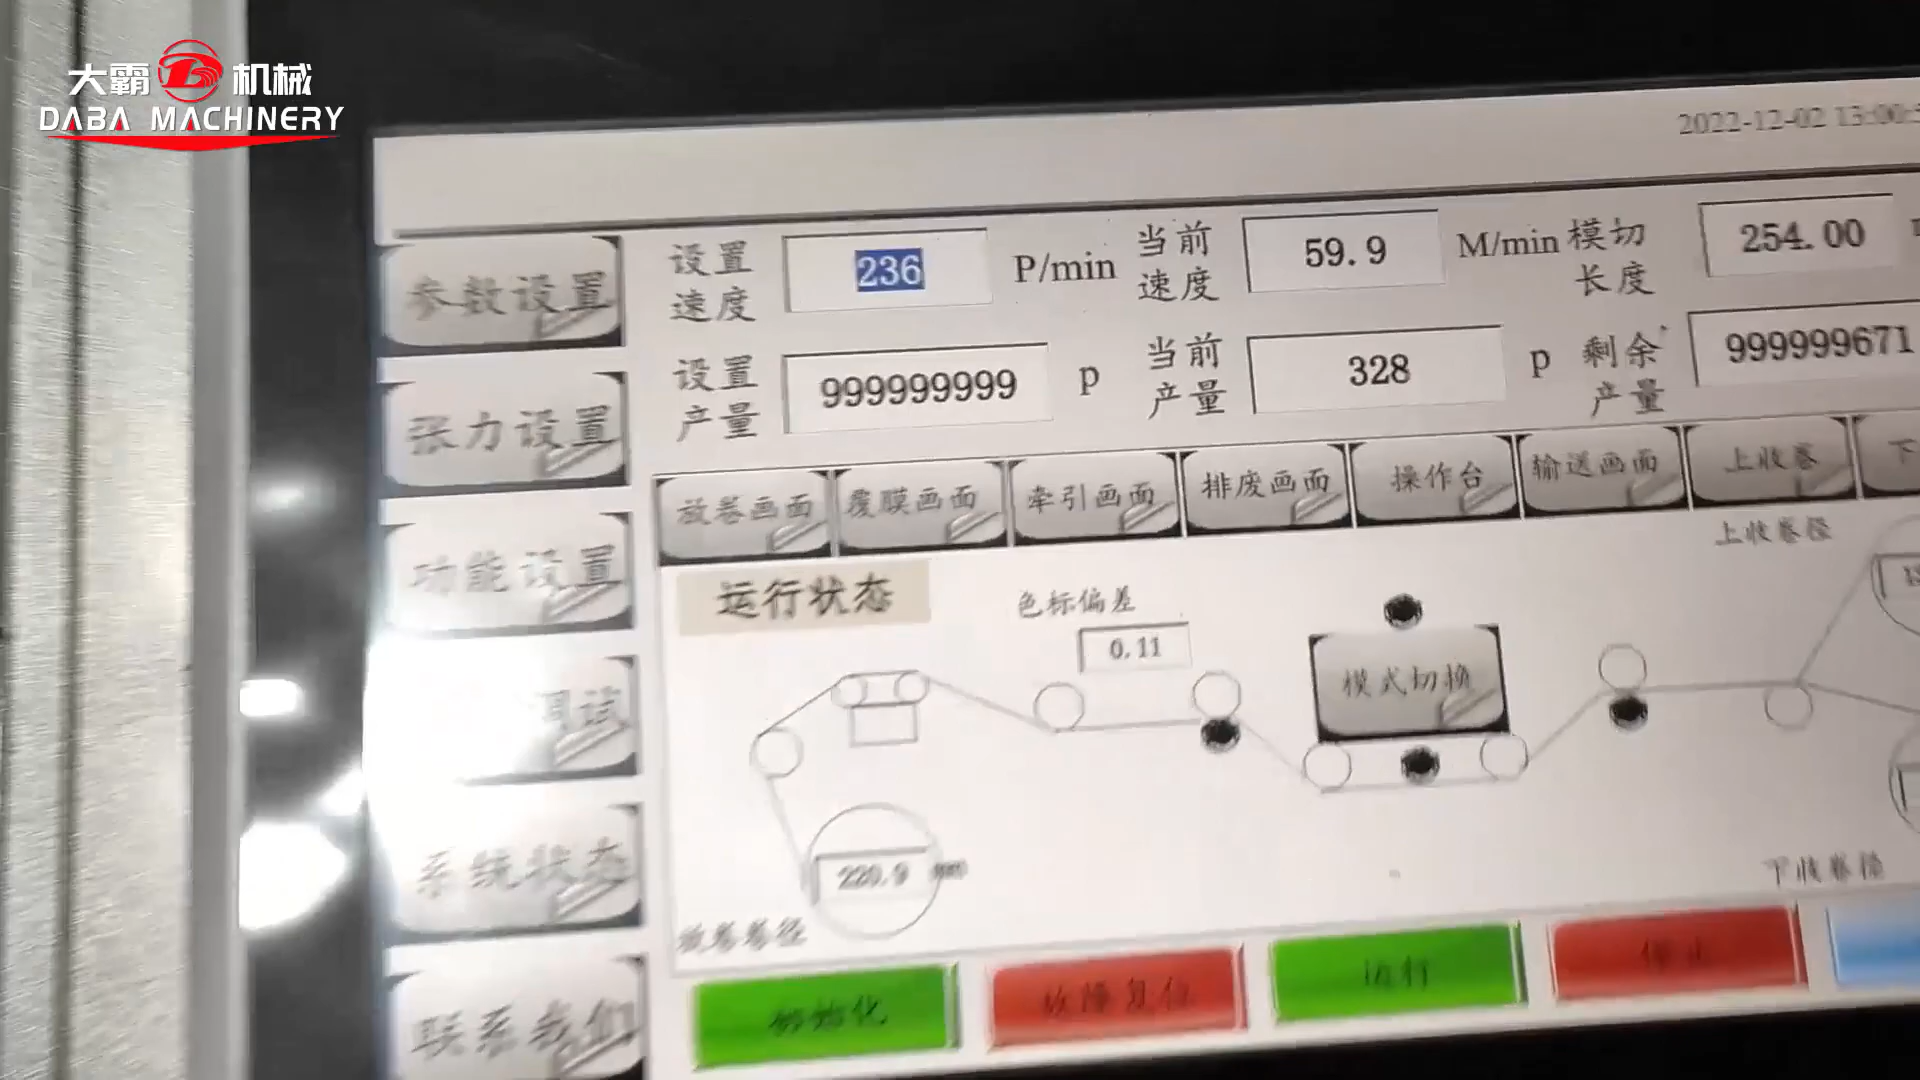 大霸 机械
DABA MACHINERY
2022-12-02 13:00:5
设置速度 236 P/min 当前速度 59.9 M/min 模切长度 254.00
设置产量 999999999 p 当前产量 328 p 剩余产量 999999671
参数设置
张力设置
功能设置
调试
系统状态
联系我们
放卷画面 覆膜画面 牵引画面 排废画面 操作台 输送画面 上收卷 下
运行状态
色标偏差
0.11
模式切换
上收卷径
220.9 mm
放卷卷径
下收卷径
初始化 故障复位 运行 停止